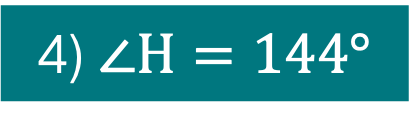 4) ∠H = 144°